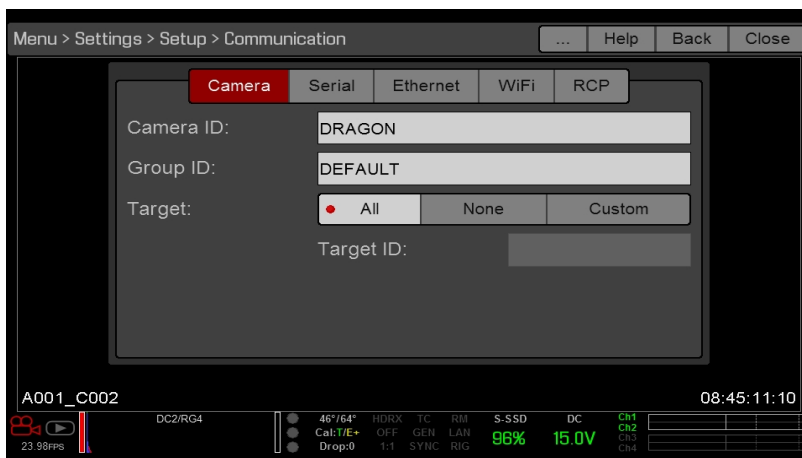 Menu > Settings > Setup > Communication ... Help Back Close
Camera Serial Ethernet WiFi RCP
Camera ID: DRAGON
Group ID: DEFAULT
Target: All None Custom
Target ID:
A001_C002 08:45:11:10
DC2/RG4 46°/64° HDRX TC RM S-SSD DC Ch1
Cal:T/E+ OFF GEN LAN 96% 15.0V Ch2
23.98FPS Drop:0 1:1 SYNC RIG Ch3
Ch4